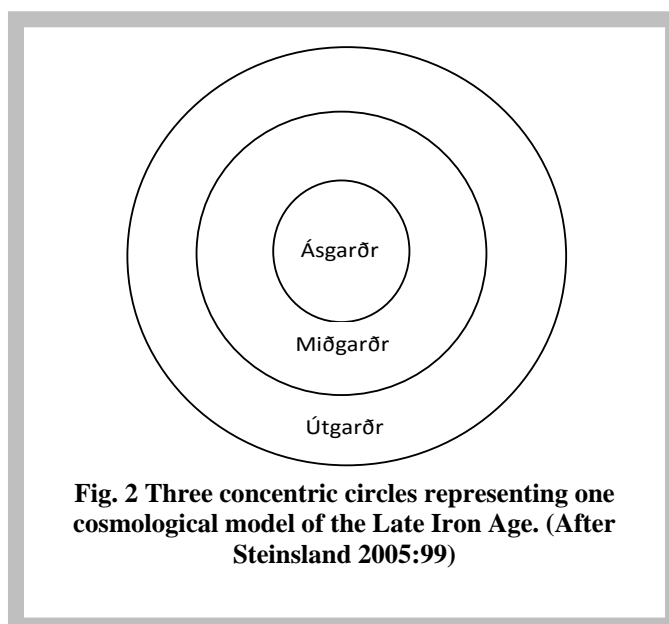 Ásgarðr
Miðgarðr
Útgarðr
Fig. 2 Three concentric circles representing one
cosmological model of the Late Iron Age. (After
Steinsland 2005:99)